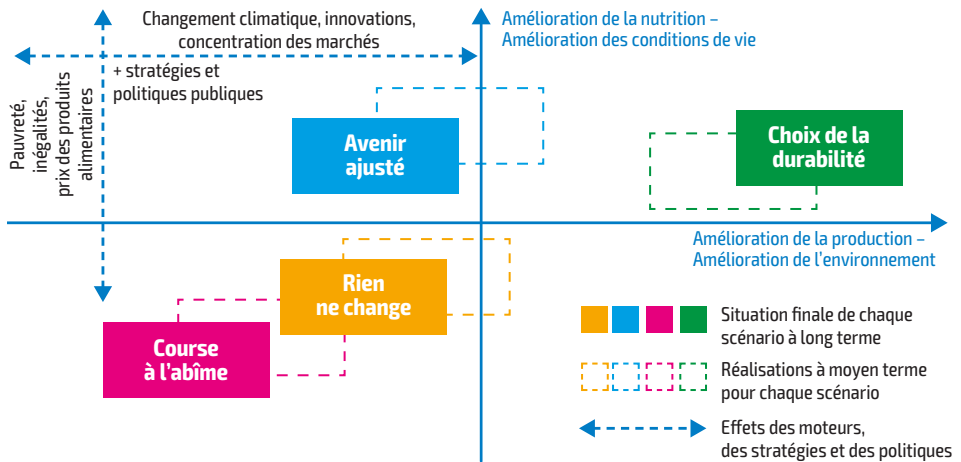 Changement climatique, innovations,
concentration des marchés
+ stratégies et
politiques publiques
Pauvreté,
inégalités,
prix des produits
alimentaires
Amélioration de la nutrition –
Amélioration des conditions de vie
Avenir
ajusté
Choix de la
durabilité
Amélioration de la production –
Amélioration de l'environnement
Rien
ne change
Course
à l'abîme
Situation finale de chaque
scénario à long terme
Réalisations à moyen terme
pour chaque scénario
Effets des moteurs,
des stratégies et des politiques